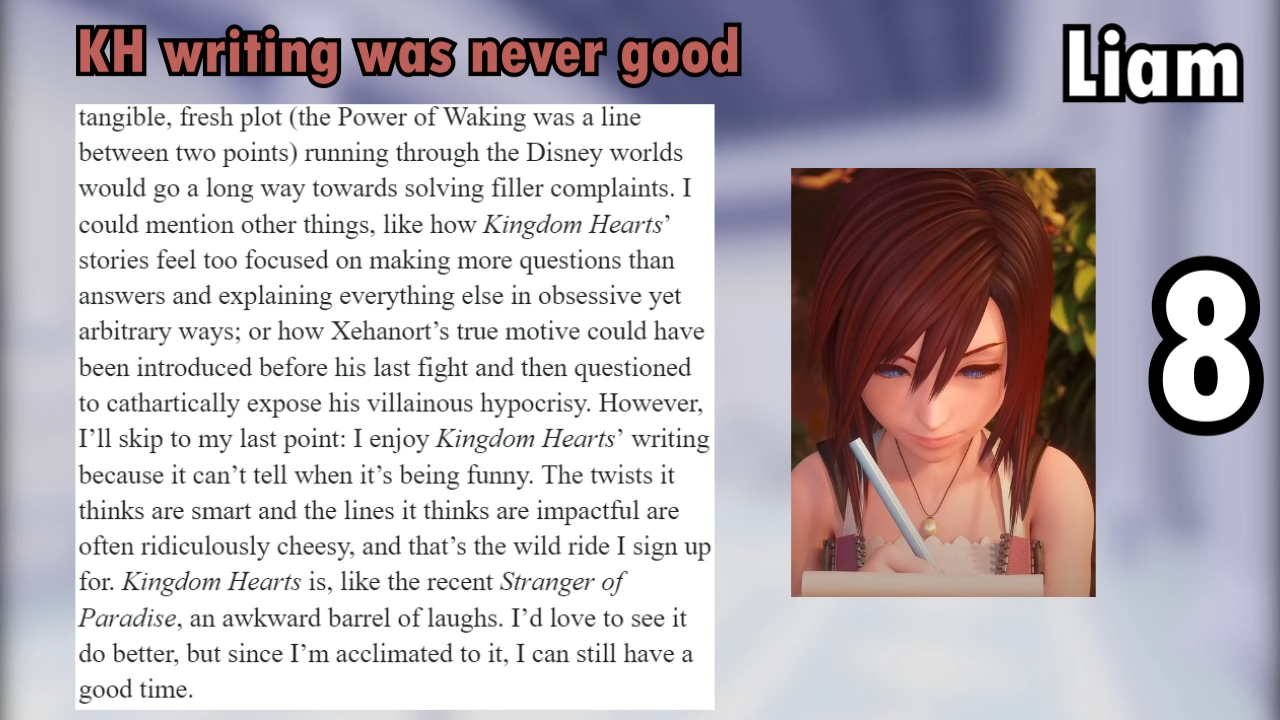 KH writing was never good
Liam
tangible, fresh plot (the Power of Waking was a line
between two points) running through the Disney worlds
would go a long way towards solving filler complaints. I
could mention other things, like how Kingdom Hearts’
stories feel too focused on making more questions than
answers and explaining everything else in obsessive yet
arbitrary ways; or how Xehanort’s true motive could have
been introduced before his last fight and then questioned
to cathartically expose his villainous hypocrisy. However,
I’ll skip to my last point: I enjoy Kingdom Hearts’ writing
because it can’t tell when it’s being funny. The twists it
thinks are smart and the lines it thinks are impactful are
often ridiculously cheesy, and that’s the wild ride I sign up
for. Kingdom Hearts is, like the recent Stranger of
Paradise, an awkward barrel of laughs. I’d love to see it
do better, but since I’m acclimated to it, I can still have a
good time.
8